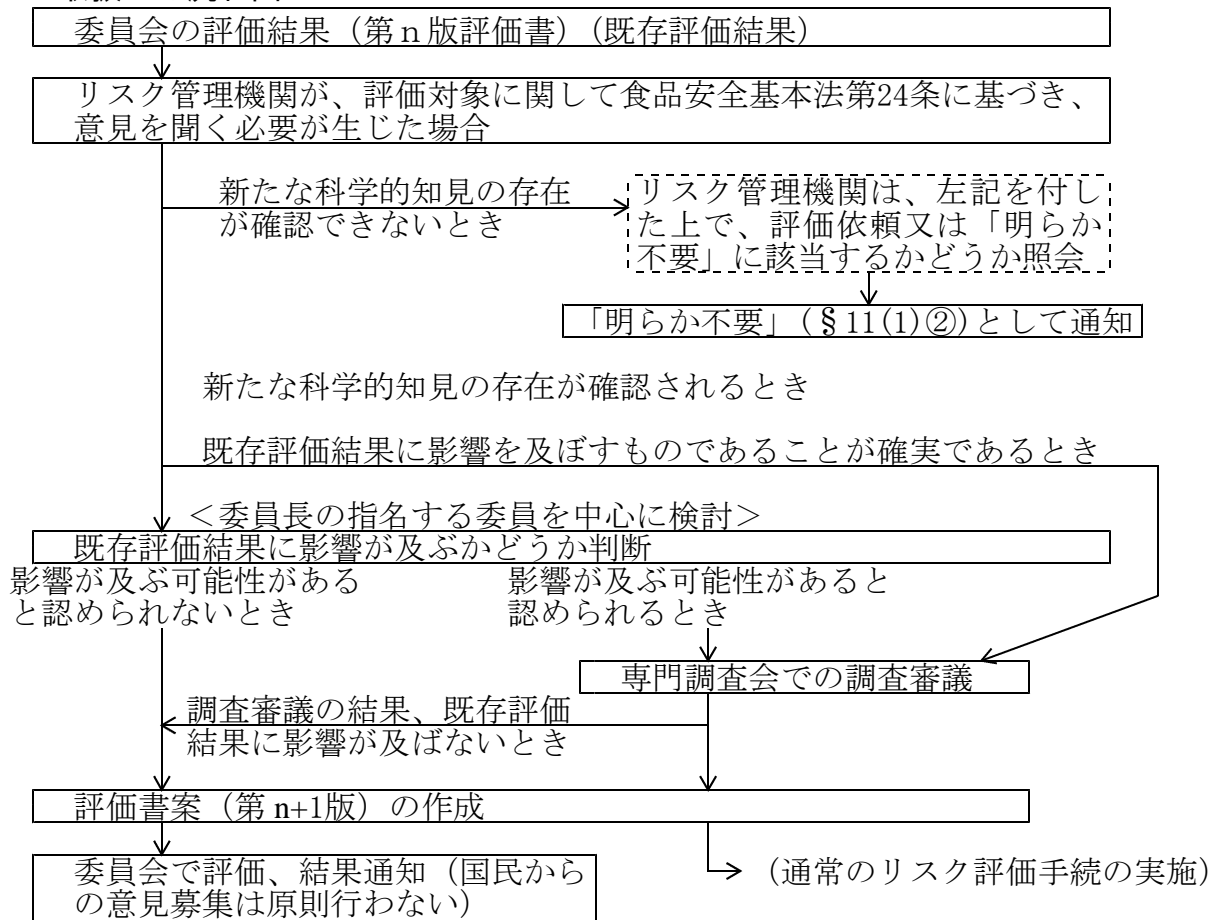 委員会の評価結果（第ｎ版評価書）（既存評価結果）
リスク管理機関が、評価対象に関して食品安全基本法第24条に基づき、
意見を聞く必要が生じた場合
新たな科学的知見の存在
が確認できないとき
リスク管理機関は、左記を付し
た上で、評価依頼又は「明らか
不要」に該当するかどうか照会
「明らか不要」（§11(1)②）として通知
新たな科学的知見の存在が確認されるとき
既存評価結果に影響を及ぼすものであることが確実であるとき
＜委員長の指名する委員を中心に検討＞
既存評価結果に影響が及ぶかどうか判断
影響が及ぶ可能性がある
と認められないとき
影響が及ぶ可能性があると
認められるとき
専門調査会での調査審議
調査審議の結果、既存評価
結果に影響が及ばないとき
評価書案（第 n+1版）の作成
委員会で評価、結果通知（国民から
の意見募集は原則行わない）
（通常のリスク評価手続の実施）